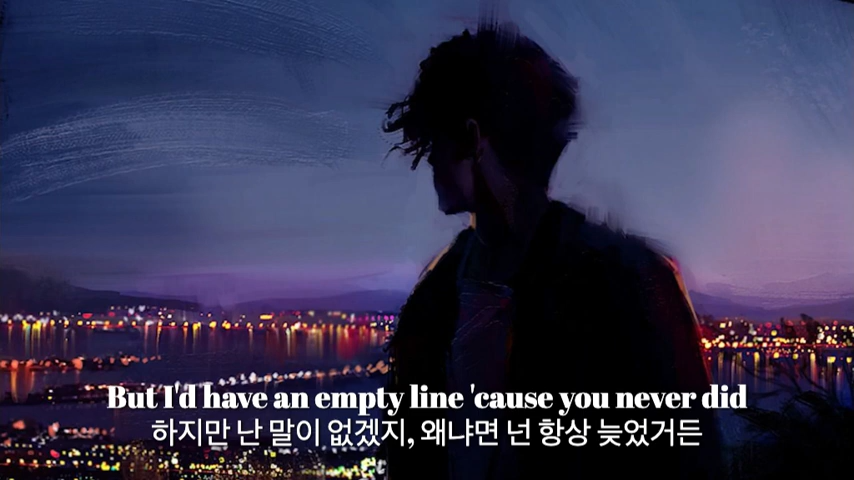 But I'd have an empty line 'cause you never did
하지만 난 말이 없겠지, 왜냐면 넌 항상 늦었거든